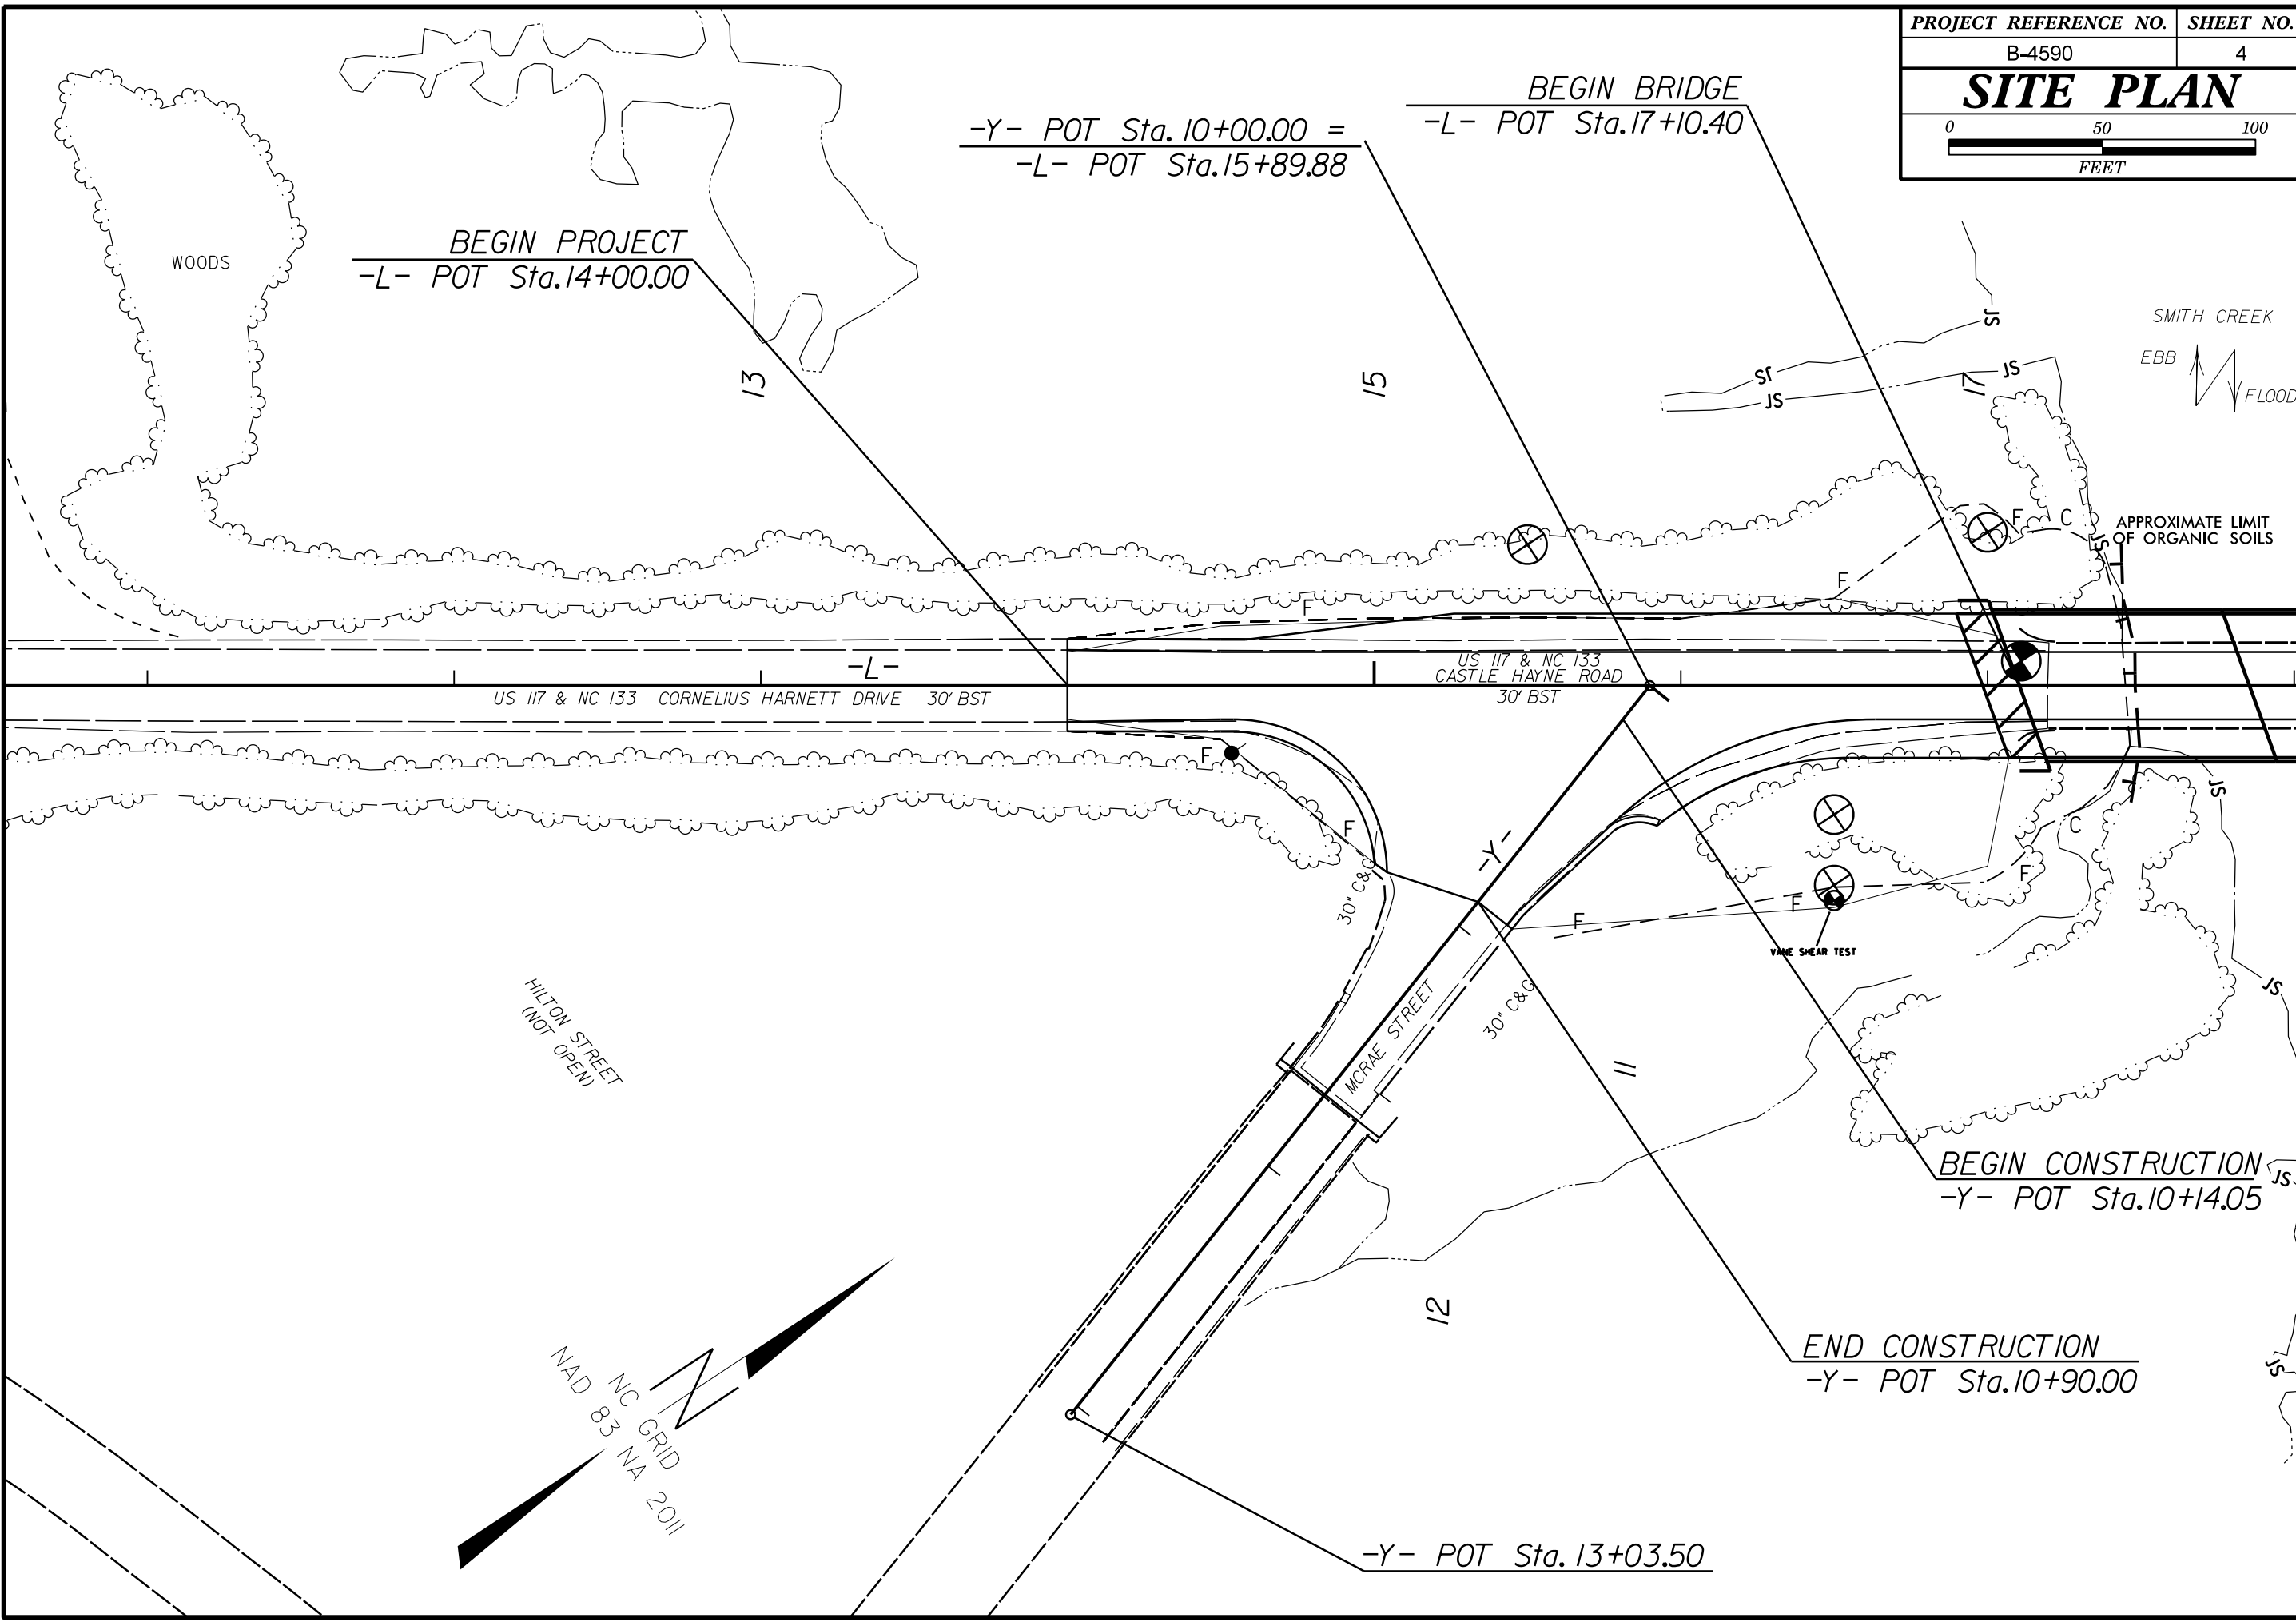 PROJECT REFERENCE NO. SHEET NO.
B-4590 4
SITE PLAN
0 50 100
FEET
BEGIN BRIDGE
-L- POT Sta.17+10.40
-Y- POT Sta.10+00.00 =
-L- POT Sta.15+89.88
BEGIN PROJECT
-L- POT Sta.14+00.00
WOODS
13
15
17
JS
JS
JS
JS
SMITH CREEK
EBB
FLOOD
F
C
JS
APPROXIMATE LIMIT
OF ORGANIC SOILS
F
F
-L-
US 117 & NC 133
CASTLE HAYNE ROAD
30' BST
US 117 & NC 133 CORNELIUS HARNETT DRIVE 30' BST
F
F
JS
C
F
F
F
-Y-
30" C&G
VANE SHEAR TEST
JS
30" C&G
MCRAE STREET
HILTON STREET
(NOT OPEN)
11
BEGIN CONSTRUCTION
-Y- POT Sta.10+14.05
JS
12
END CONSTRUCTION
-Y- POT Sta.10+90.00
JS
NC GRID
NAD 83 NA 2011
-Y- POT Sta.13+03.50